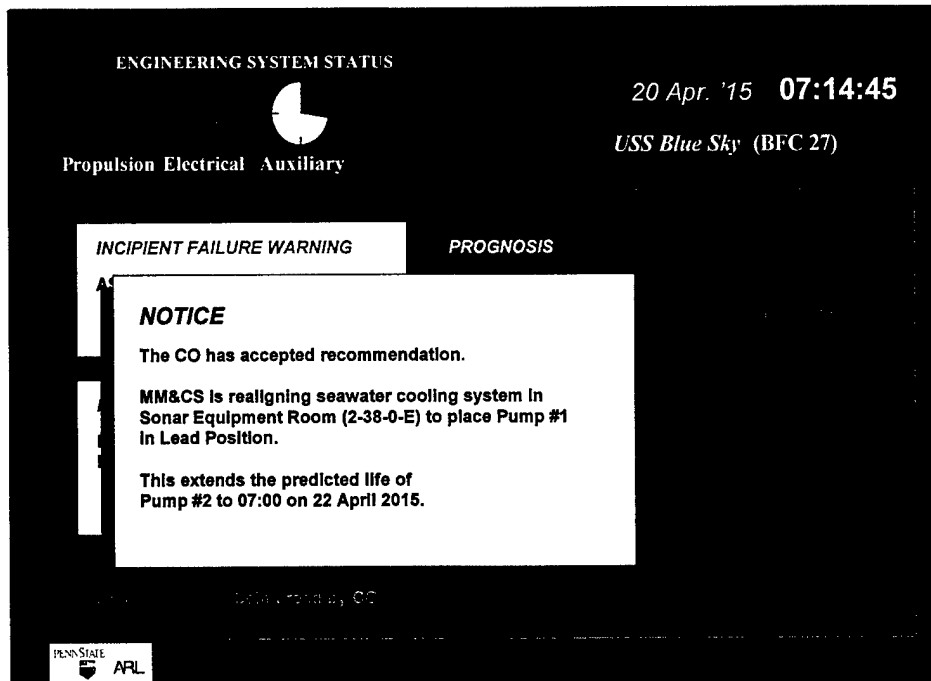 ENGINEERING SYSTEM STATUS
20 Apr. '15 07:14:45
USS Blue Sky (BFC 27)
Propulsion Electrical Auxiliary
INCIPIENT FAILURE WARNING PROGNOSIS
NOTICE
The CO has accepted recommendation.
MM&CS is realigning seawater cooling system in
Sonar Equipment Room (2-38-0-E) to place Pump #1
in Lead Position.
This extends the predicted life of
Pump #2 to 07:00 on 22 April 2015.
PENNSTATE
ARL